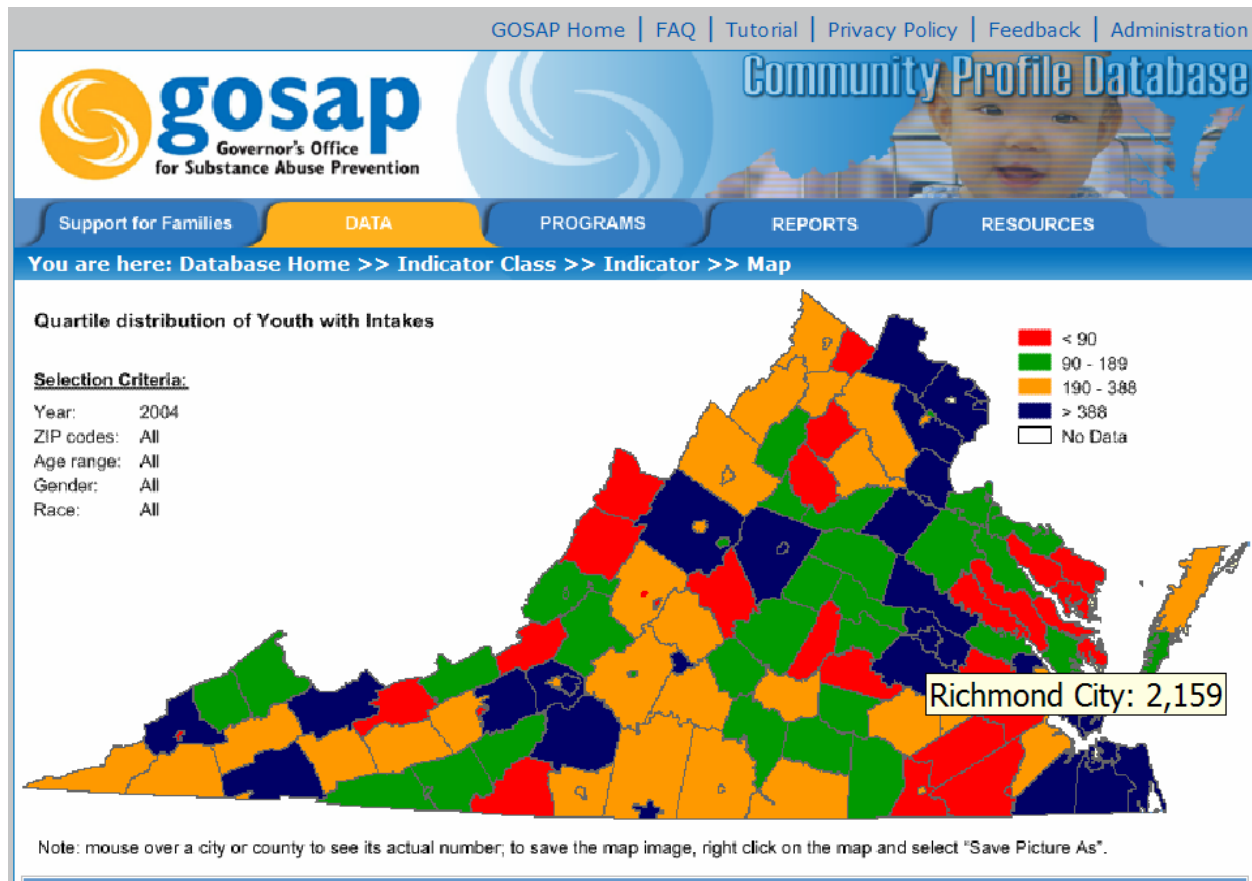 GOSAP Home | FAQ | Tutorial | Privacy Policy | Feedback | Administration
gosap
Governor's Office
for Substance Abuse Prevention
Community Profile Database
Support for Families
DATA
PROGRAMS
REPORTS
RESOURCES
You are here: Database Home >> Indicator Class >> Indicator >> Map
Quartile distribution of Youth with Intakes
Selection Criteria:
Year: 2004
ZIP codes: All
Age range: All
Gender: All
Race: All
< 90
90 - 189
190 - 388
> 388
No Data
Richmond City: 2,159
Note: mouse over a city or county to see its actual number; to save the map image, right click on the map and select "Save Picture As".